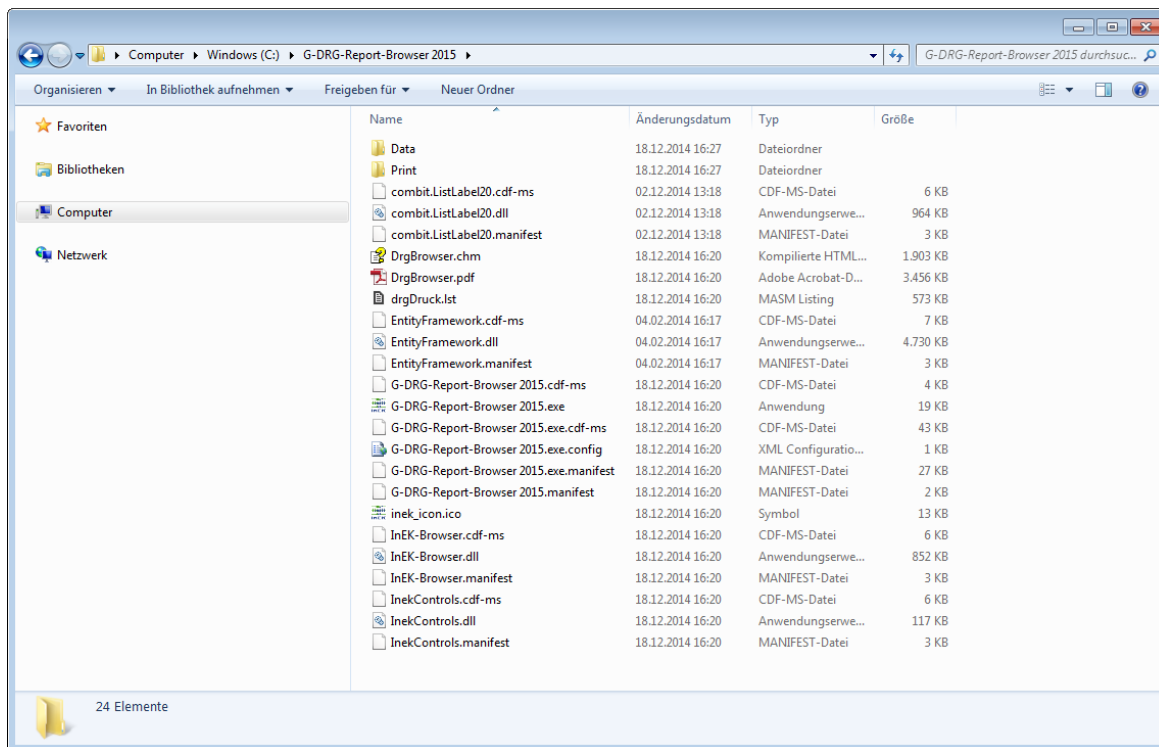 Computer Windows (C:) G-DRG-Report-Browser 2015 G-DRG-Report-Browser 2015 durchsuc...
Organisieren In Bibliothek aufnehmen Freigeben für Neuer Ordner
Favoriten
Bibliotheken
Computer
Netzwerk
Name Änderungsdatum Typ Größe
Data 18.12.2014 16:27 Dateiordner
Print 18.12.2014 16:27 Dateiordner
combit.ListLabel20.cdf-ms 02.12.2014 13:18 CDF-MS-Datei 6 KB
combit.ListLabel20.dll 02.12.2014 13:18 Anwendungserwe... 964 KB
combit.ListLabel20.manifest 02.12.2014 13:18 MANIFEST-Datei 3 KB
DrgBrowser.chm 18.12.2014 16:20 Kompilierte HTML... 1.903 KB
DrgBrowser.pdf 18.12.2014 16:20 Adobe Acrobat-D... 3.456 KB
drgDruck.lst 18.12.2014 16:20 MASM Listing 573 KB
EntityFramework.cdf-ms 04.02.2014 16:17 CDF-MS-Datei 7 KB
EntityFramework.dll 04.02.2014 16:17 Anwendungserwe... 4.730 KB
EntityFramework.manifest 04.02.2014 16:17 MANIFEST-Datei 3 KB
G-DRG-Report-Browser 2015.cdf-ms 18.12.2014 16:20 CDF-MS-Datei 4 KB
G-DRG-Report-Browser 2015.exe 18.12.2014 16:20 Anwendung 19 KB
G-DRG-Report-Browser 2015.exe.cdf-ms 18.12.2014 16:20 CDF-MS-Datei 43 KB
G-DRG-Report-Browser 2015.exe.config 18.12.2014 16:20 XML Configuratio... 1 KB
G-DRG-Report-Browser 2015.exe.manifest 18.12.2014 16:20 MANIFEST-Datei 27 KB
G-DRG-Report-Browser 2015.manifest 18.12.2014 16:20 MANIFEST-Datei 2 KB
inek_icon.ico 18.12.2014 16:20 Symbol 13 KB
InEK-Browser.cdf-ms 18.12.2014 16:20 CDF-MS-Datei 6 KB
InEK-Browser.dll 18.12.2014 16:20 Anwendungserwe... 852 KB
InEK-Browser.manifest 18.12.2014 16:20 MANIFEST-Datei 3 KB
InekControls.cdf-ms 18.12.2014 16:20 CDF-MS-Datei 6 KB
InekControls.dll 18.12.2014 16:20 Anwendungserwe... 117 KB
InekControls.manifest 18.12.2014 16:20 MANIFEST-Datei 3 KB
24 Elemente